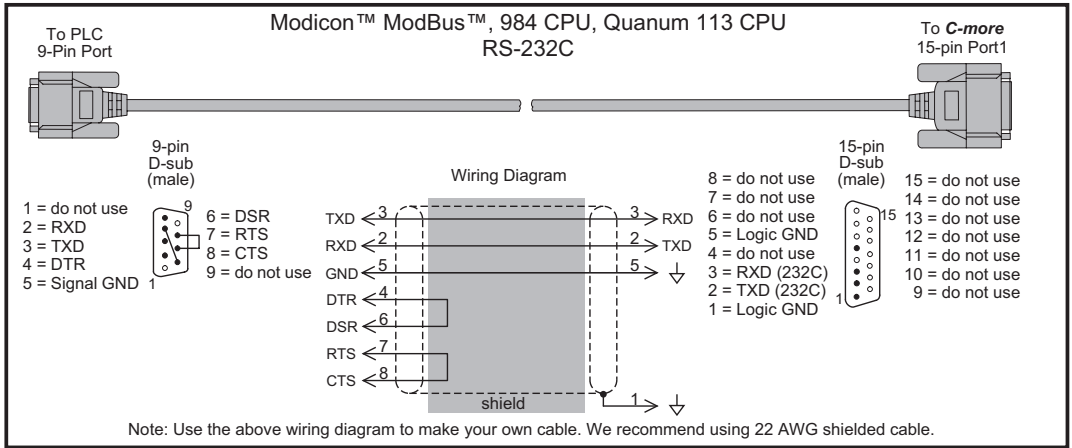 Modicon™ ModBus™, 984 CPU, Quanum 113 CPU
RS-232C
To PLC
9-Pin Port
To C-more
15-pin Port1
9-pin
D-sub
(male)
1 = do not use
2 = RXD
3 = TXD
4 = DTR
5 = Signal GND
9
1
6 = DSR
7 = RTS
8 = CTS
9 = do not use
Wiring Diagram
TXD 3 3 RXD
RXD 2 2 TXD
GND 5 5
DTR 4
DSR 6
RTS 7
CTS 8
shield
1
8 = do not use
7 = do not use
6 = do not use
5 = Logic GND
4 = do not use
3 = RXD (232C)
2 = TXD (232C)
1 = Logic GND
15-pin
D-sub
(male)
15
1
15 = do not use
14 = do not use
13 = do not use
12 = do not use
11 = do not use
10 = do not use
9 = do not use
Note: Use the above wiring diagram to make your own cable. We recommend using 22 AWG shielded cable.